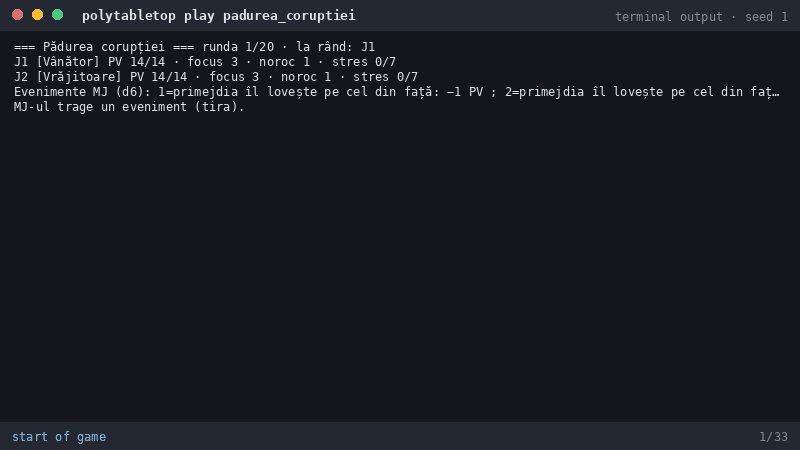 polytabletop play padurea_coruptiei
terminal output · seed 1
=== Pădurea corupției === runda 1/20 · la rând: J1
J1 [Vânător] PV 14/14 · focus 3 · noroc 1 · stres 0/7
J2 [Vrăjitoare] PV 14/14 · focus 3 · noroc 1 · stres 0/7
Evenimente MJ (d6): 1=primejdia îl lovește pe cel din față: −1 PV ; 2=primejdia îl lovește pe cel din faț…
MJ-ul trage un eveniment (tira).
start of game
1/33